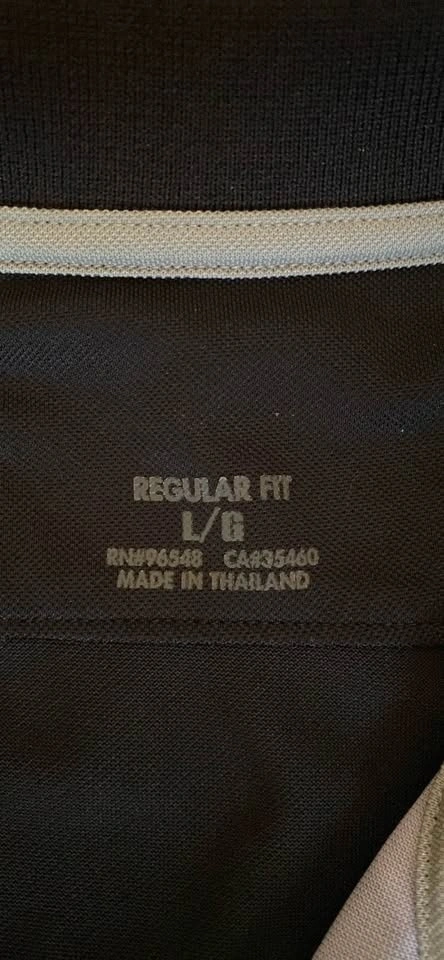 REGULAR FIT
L/G
RN#96548 CA#35460
MADE IN THAILAND